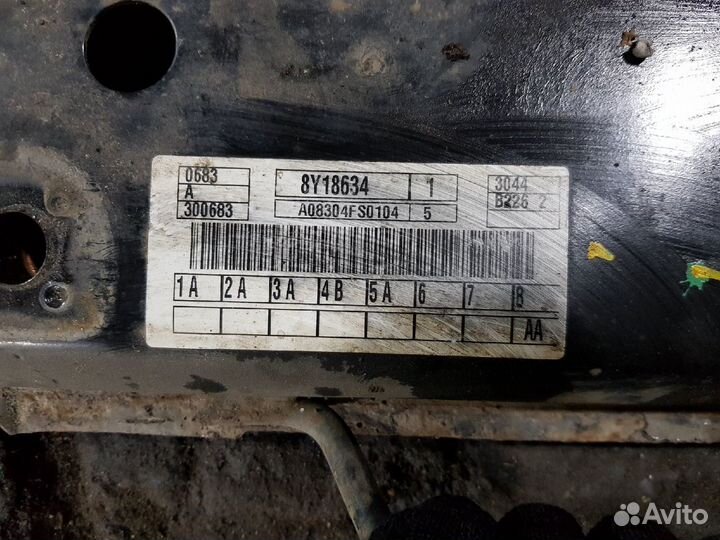 0683 8Y18634 1 3044
A
300683 A08304FS0104 5 B226 2
1A 2A 3A 4B 5A 6 7 8
AA
Avito